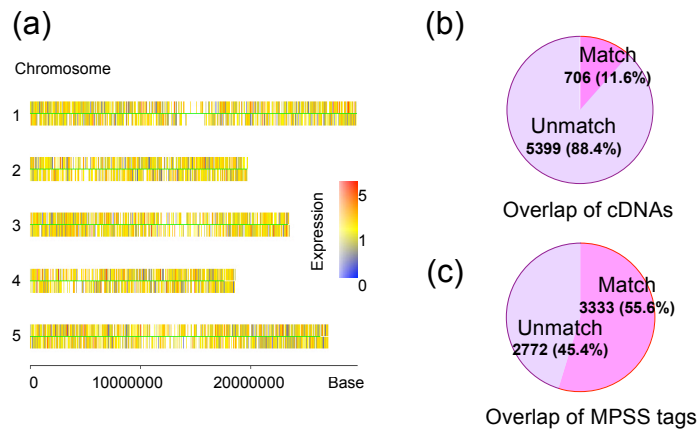 (a)
Chromosome
1
2
3
4
5
Expression
5
1
0
0 10000000 20000000 Base
(b)
Match
706 (11.6%)
Unmatch
5399 (88.4%)
Overlap of cDNAs
(c)
Match
3333 (55.6%)
Unmatch
2772 (45.4%)
Overlap of MPSS tags